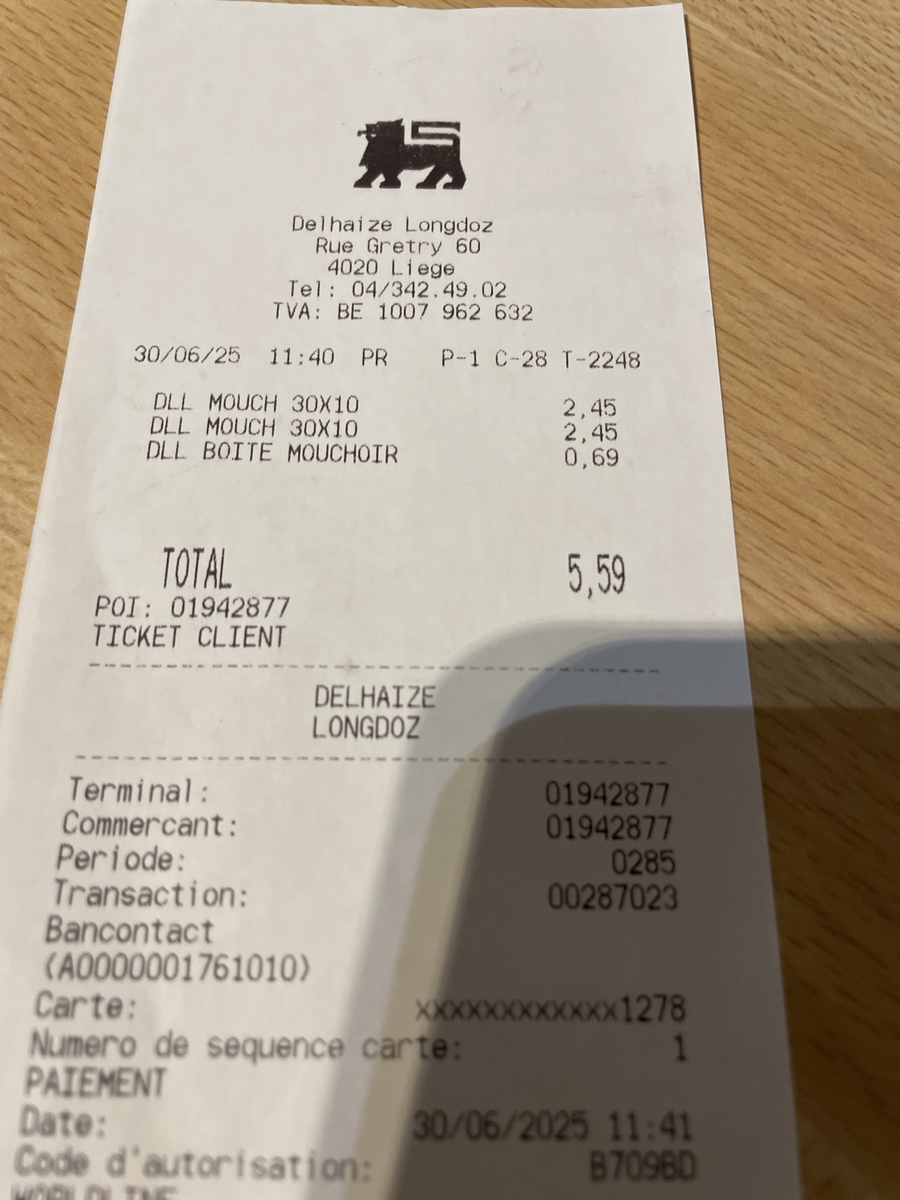 Delhaize Longdoz
Rue Gretry 60
4020 Liege
Tel: 04/342.49.02
TVA: BE 1007 962 632
30/06/25 11:40 PR P-1 C-28 T-2248
DLL MOUCH 30X10 2,45
DLL MOUCH 30X10 2,45
DLL BOITE MOUCHOIR 0,69
TOTAL 5,59
POI: 01942877
TICKET CLIENT
DELHAIZE
LONGDOZ
Terminal: 01942877
Commercant: 01942877
Periode: 0285
Transaction: 00287023
Bancontact
(A0000001761010)
Carte: xxxxxxxxxxxxx1278
Numero de sequence carte: 1
PAIEMENT
Date: 30/06/2025 11:41
Code d'autorisation: B709BD
WORLDLINE